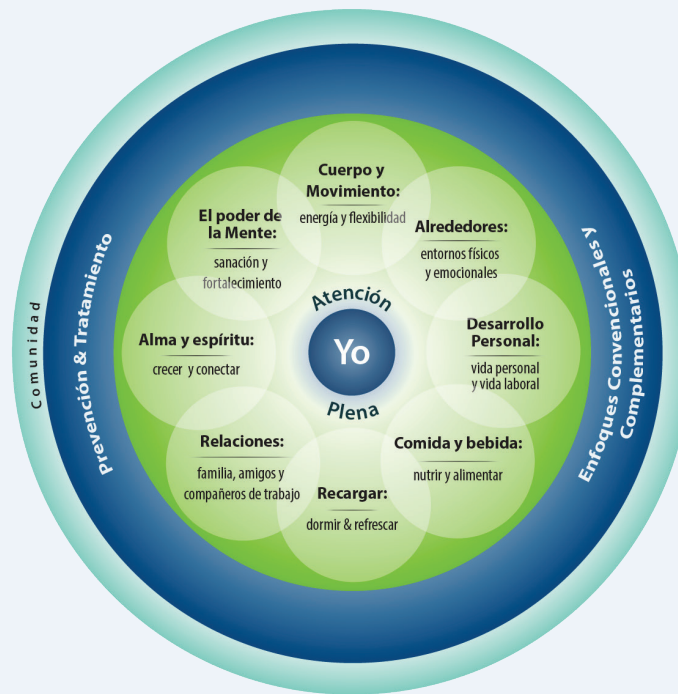 Comunidad
Prevención & Tratamiento
Enfoques Convencionales y
Complementarios
Cuerpo y
Movimiento:
energía y flexibilidad
Alrededores:
entornos físicos
y emocionales
Desarrollo
Personal:
vida personal
y vida laboral
Comida y bebida:
nutrir y alimentar
Recargar:
dormir & refrescar
Relaciones:
familia, amigos y
compañeros de trabajo
Alma y espíritu:
crecer y conectar
El poder de
la Mente:
sanación y
fortalecimiento
Atención
Yo
Plena